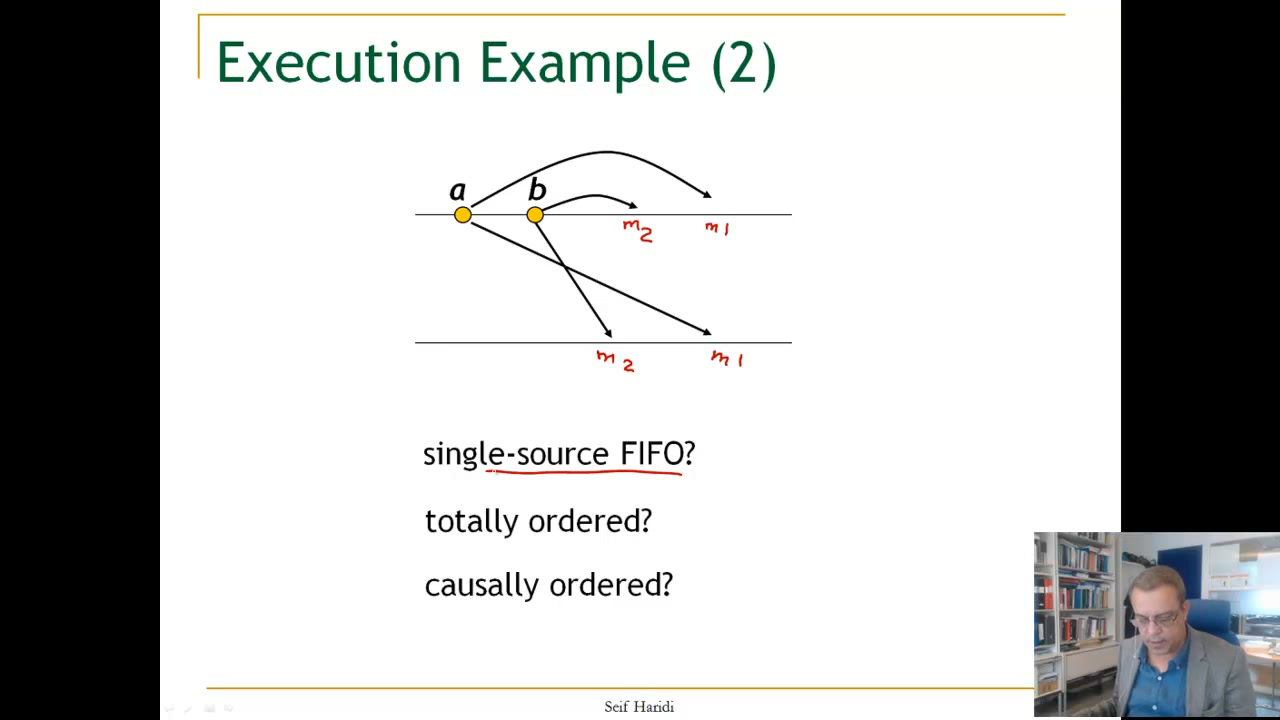 Execution Example (2)
a b
m2 m1
m2 m1
single-source FIFO?
totally ordered?
causally ordered?
Seif Haridi